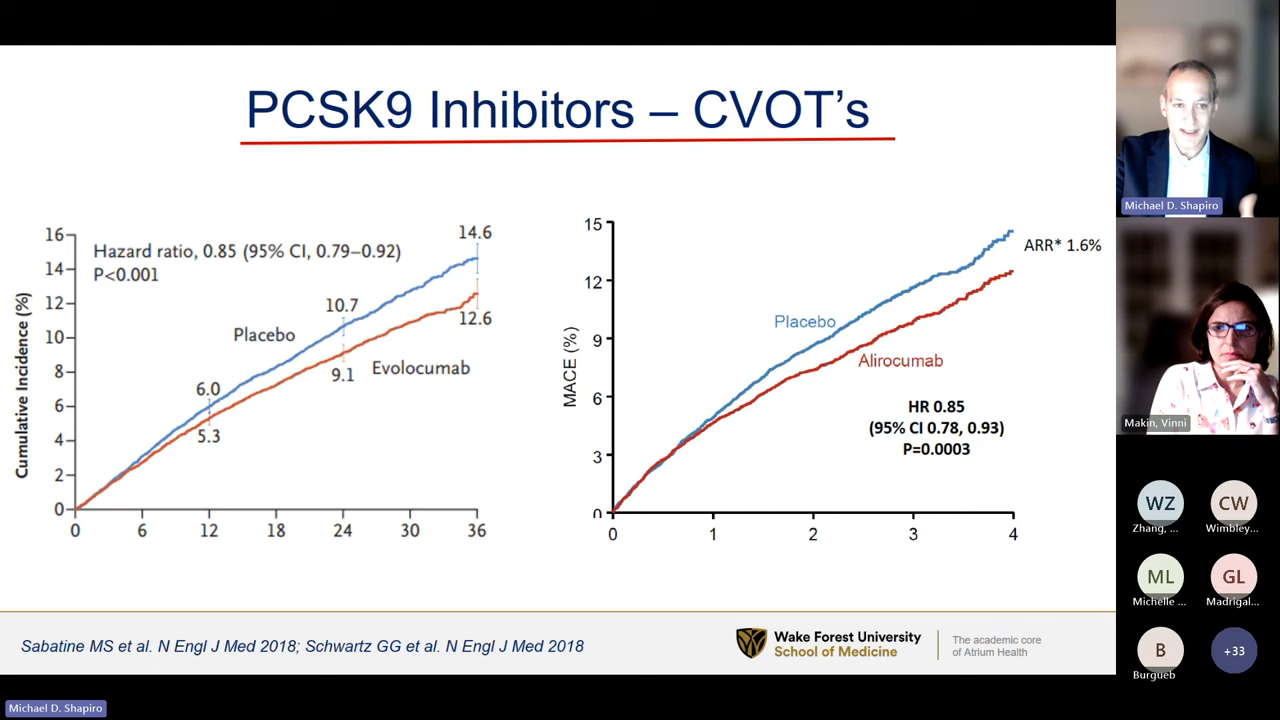 PCSK9 Inhibitors – CVOT’s
Cumulative Incidence (%)
16
14
12
10
8
6
4
2
0
0
6
12
18
24
30
36
Hazard ratio, 0.85 (95% CI, 0.79–0.92)
P<0.001
14.6
10.7
Placebo
12.6
Evolocumab
9.1
6.0
5.3
MACE (%)
15
12
9
6
3
0
0
1
2
3
4
ARR* 1.6%
Placebo
Alirocumab
HR 0.85
(95% CI 0.78, 0.93)
P=0.0003
Sabatine MS et al. N Engl J Med 2018; Schwartz GG et al. N Engl J Med 2018
Wake Forest University
School of Medicine
The academic core
of Atrium Health
Michael D. Shapiro
Makin, Vinni
WZ
Zhang, ...
CW
Wimbley...
ML
Michelle ...
GL
Madrigal...
B
Burgueb
+33
Michael D. Shapiro